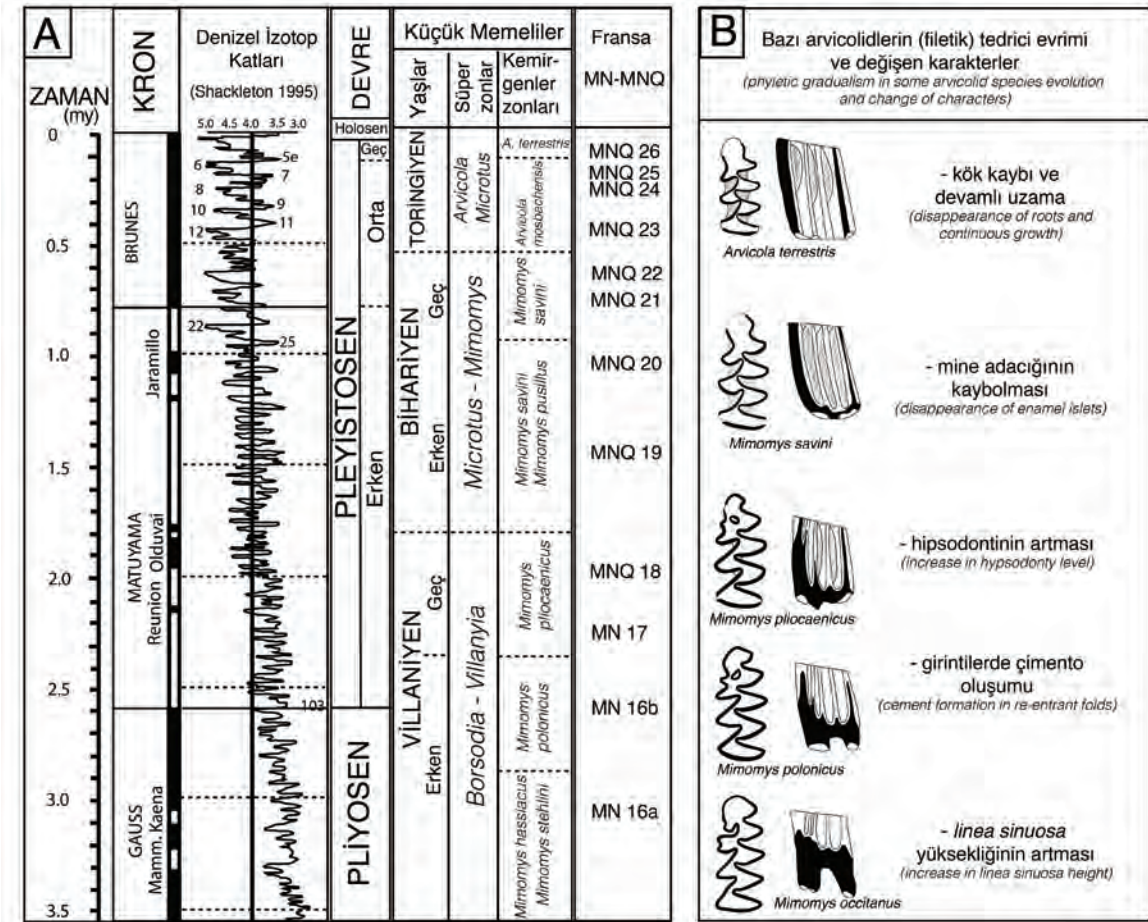 A
ZAMAN
(my)
KRON
Denizel İzotop
Katları
(Shackleton 1995)
DEVRE
Küçük Memeliler
Yaşlar
Süper
zonlar
Kemir-
genler
zonları
Fransa
MN-MNQ
0
0.5
1.0
1.5
2.0
2.5
3.0
3.5
BRUNES
MATUYAMA
Jaramillo
Olduvai
Reunion
GAUSS
Kaena
Mamm.
5.0 4.5 4.0 3.5 3.0
5e
6
7
8
9
10
11
12
22
25
103
Holosen
PLEYİSTOSEN
Geç
Orta
Erken
PLİYOSEN
TORİNGİYEN
BİHARİYEN
Geç
Erken
VİLLANİYEN
Geç
Erken
Arvicola
Microtus
Microtus - Mimomys
Borsodia - Villanyia
A. terrestris
Arvicola
mosbachensis
Mimomys
savini
Mimomys savini
Mimomys pusillus
Mimomys
pliocaenicus
Mimomys
polonicus
Mimomys hassiacus
Mimomys stehlini
MNQ 26
MNQ 25
MNQ 24
MNQ 23
MNQ 22
MNQ 21
MNQ 20
MNQ 19
MNQ 18
MN 17
MN 16b
MN 16a
B
Bazı arvicolidlerin (filetik) tedrici evrimi
ve değişen karakterler
(phyletic gradualism in some arvicolid species evolution
and change of characters)
- kök kaybı ve
devamlı uzama
(disappearance of roots and
continuous growth)
Arvicola terrestris
- mine adacığının
kaybolması
(disappearance of enamel islets)
Mimomys savini
- hipsodontinin artması
(increase in hypsodonty level)
Mimomys pliocaenicus
- girintilerde çimento
oluşumu
(cement formation in re-entrant folds)
Mimomys polonicus
- linea sinuosa
yüksekliğinin artması
(increase in linea sinuosa height)
Mimomys occitanus